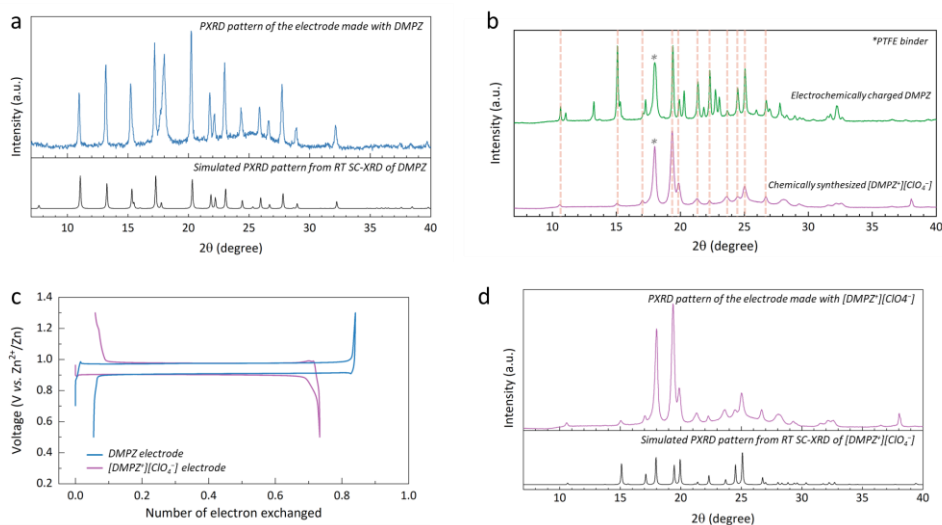 a
PXRD pattern of the electrode made with DMPZ
Intensity (a.u.)
Simulated PXRD pattern from RT SC-XRD of DMPZ
10 15 20 25 30 35 40
2θ (degree)
b
*PTFE binder
*
Electrochemically charged DMPZ
Intensity (a.u.)
*
Chemically synthesized [DMPZ⁺][ClO₄⁻]
5 10 15 20 25 30 35 40
2θ (degree)
c
1.4
1.2
1.0
0.8
0.6
0.4
Voltage (V vs. Zn²⁺/Zn)
DMPZ electrode
[DMPZ⁺][ClO₄⁻] electrode
0.0 0.2 0.4 0.6 0.8 1.0
Number of electron exchanged
d
PXRD pattern of the electrode made with [DMPZ⁺][ClO4⁻]
Intensity (a.u.)
Simulated PXRD pattern from RT SC-XRD of [DMPZ⁺][ClO₄⁻]
10 20 30 40
2θ (degree)